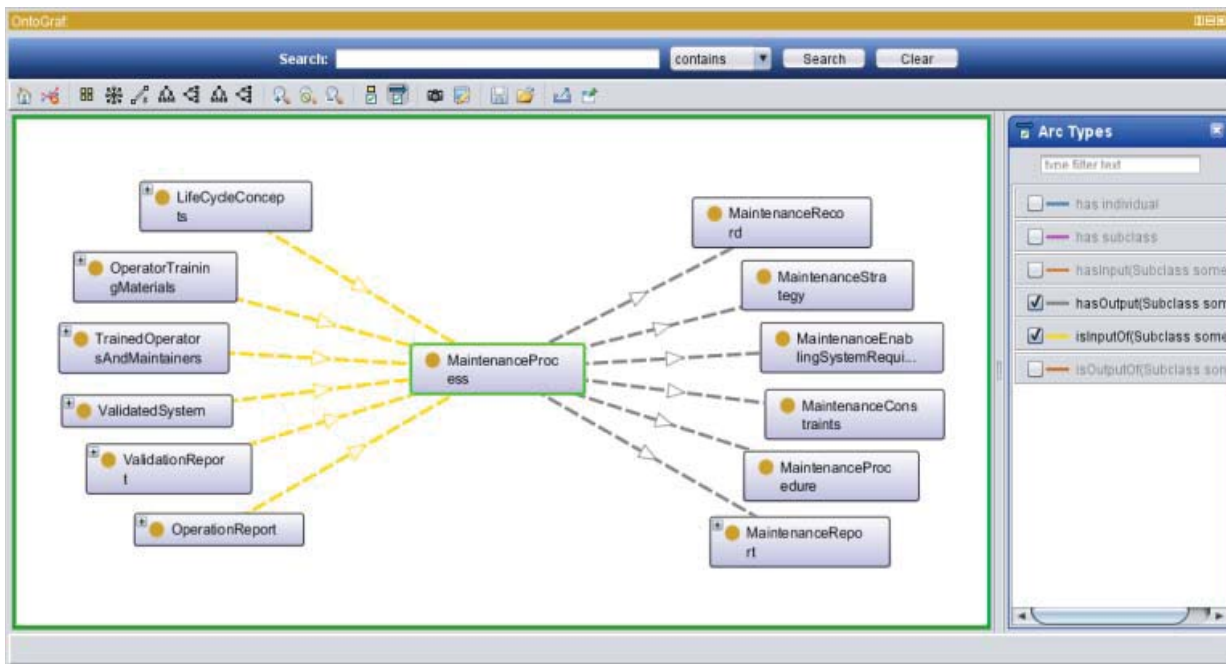 OntoGraf
Search:
contains
Search
Clear
LifeCycleConcep
ts
OperatorTrainin
gMaterials
TrainedOperator
sAndMaintainers
ValidatedSystem
ValidationRepor
t
OperationReport
MaintenanceProc
ess
MaintenanceReco
rd
MaintenanceStra
tegy
MaintenanceEnab
lingSystemRequi...
MaintenanceCons
traints
MaintenanceProc
edure
MaintenanceRepo
rt
Arc Types
type filter text
has individual
has subclass
hasInput(Subclass some
hasOutput(Subclass som
isInputOf(Subclass some
isOutputOf(Subclass son